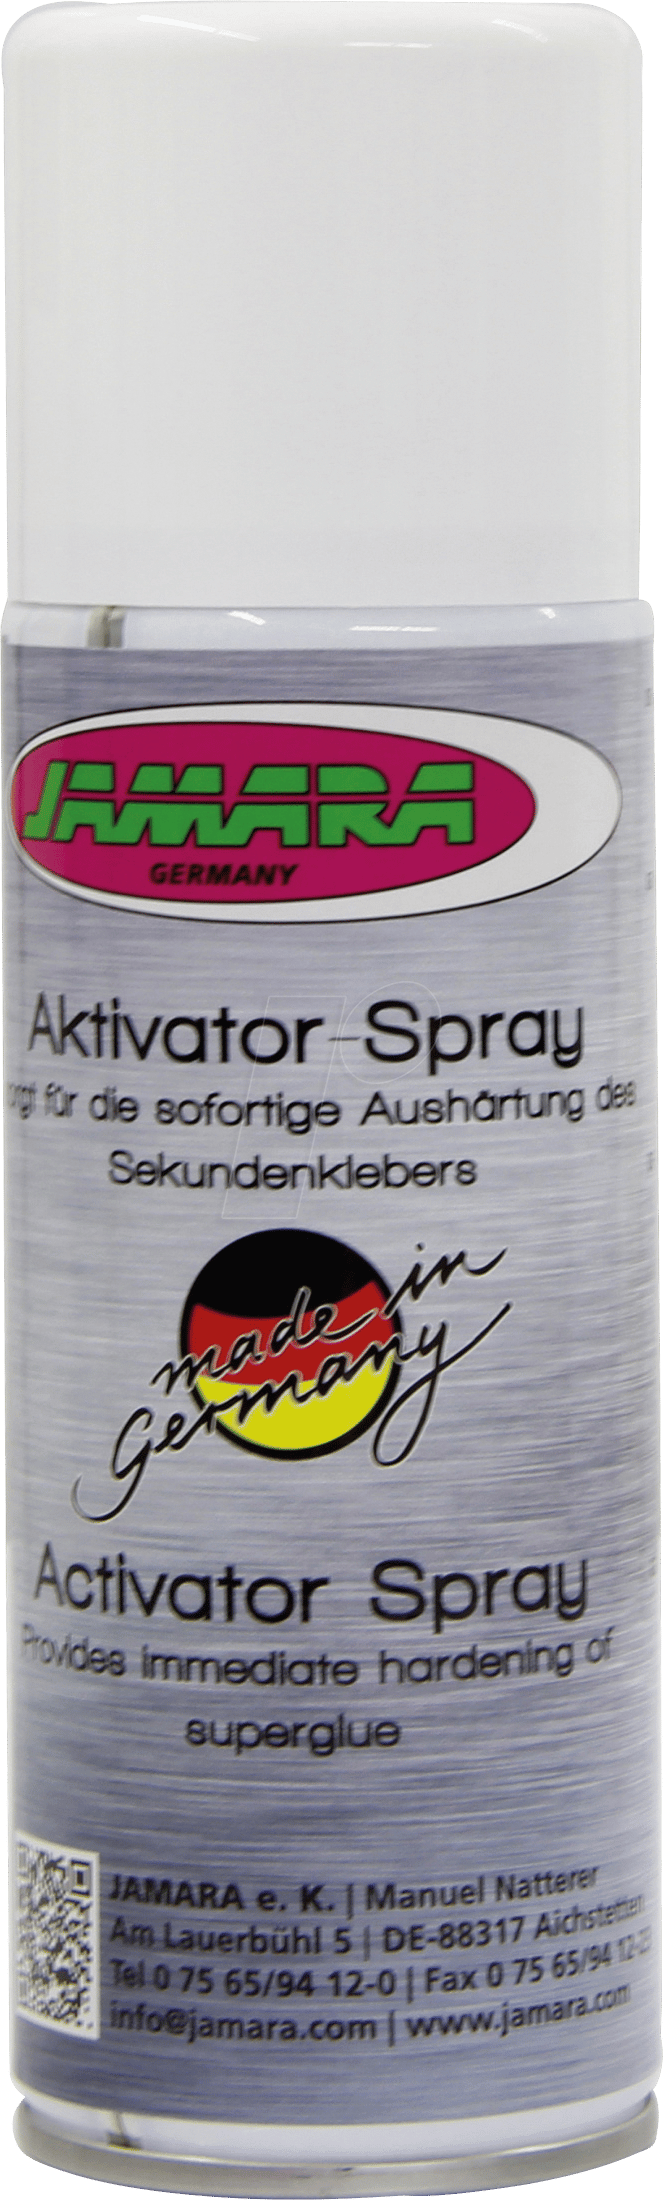 JAMARA
GERMANY
Aktivator-Spray
für die sofortige Aushärtung des
Sekundenklebers
made in
Germany
Activator Spray
Provides immediate hardening of
superglue
JAMARA e. K. | Manuel Natterer
Am Lauerbühl 5 | DE-88317 Aichstetten
Tel 0 75 65/94 12-0 | Fax 0 75 65/94
info@jamara.com | www.jamara.com